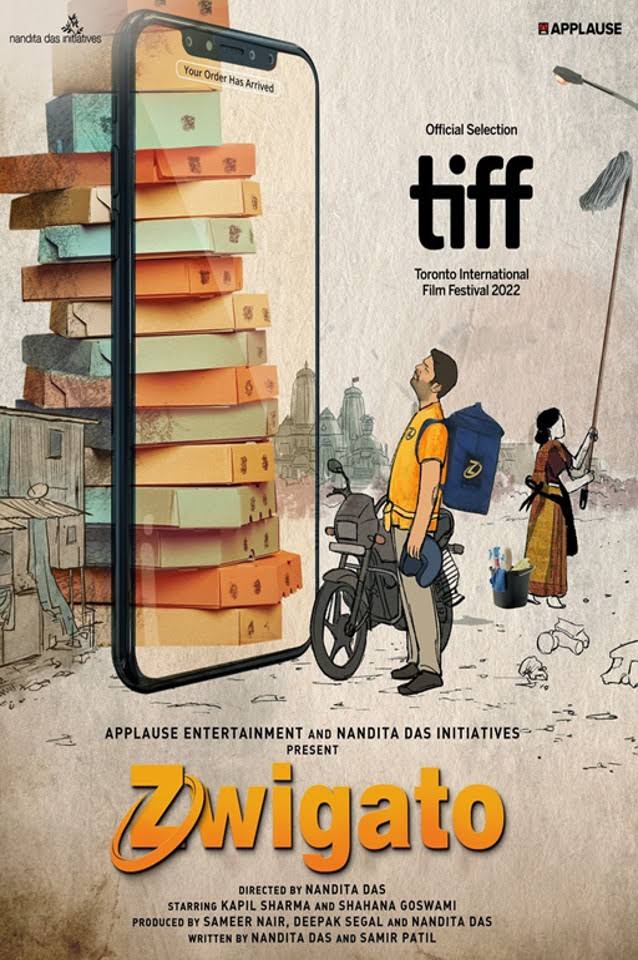 nandita das initiatives
APPLAUSE
Your Order Has Arrived
Official Selection
tiff
Toronto International
Film Festival 2022
Z
APPLAUSE ENTERTAINMENT AND NANDITA DAS INITIATIVES
PRESENT
Zwigato
DIRECTED BY NANDITA DAS
STARRING KAPIL SHARMA AND SHAHANA GOSWAMI
PRODUCED BY SAMEER NAIR, DEEPAK SEGAL AND NANDITA DAS
WRITTEN BY NANDITA DAS AND SAMIR PATIL